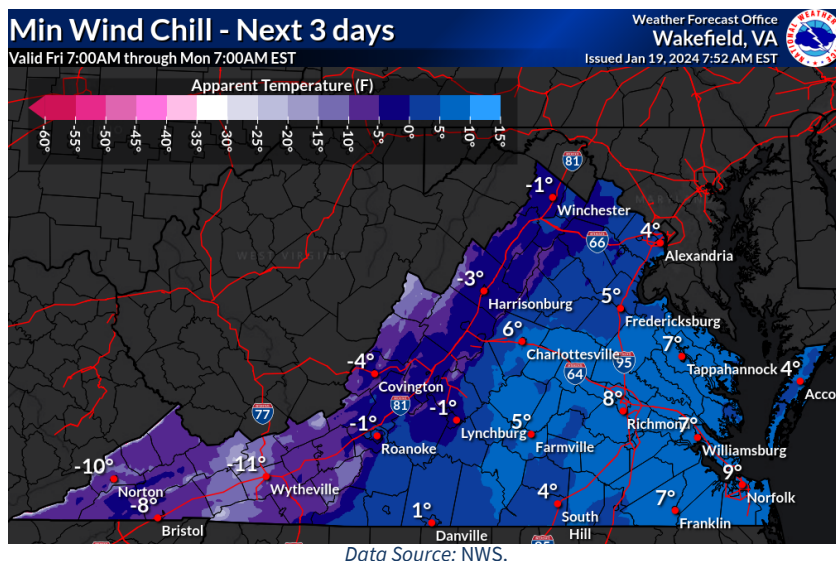 Min Wind Chill - Next 3 days
Valid Fri 7:00AM through Mon 7:00AM EST
Weather Forecast Office
Wakefield, VA
Issued Jan 19, 2024 7:52 AM EST
NATIONAL WEATHER
Apparent Temperature (F)
-60° -55° -50° -45° -40° -35° -30° -25° -20° -15° -10° -5° 0° 5° 10° 15°
81
-1°
Winchester
66
4°
Alexandria
WEST VIRGINIA
-3°
Harrisonburg
5°
Fredericksburg
6°
Charlottesville
95
7°
Tappahannock
4°
Acco
64
-4°
Covington
77
81
-1°
Roanoke
-1°
Lynchburg
5°
Farmville
8°
Richmond
7°
Williamsburg
-10°
Norton
-11°
Wytheville
-8°
Bristol
9°
Norfolk
1°
Danville
4°
South
Hill
7°
Franklin
Data Source: NWS.